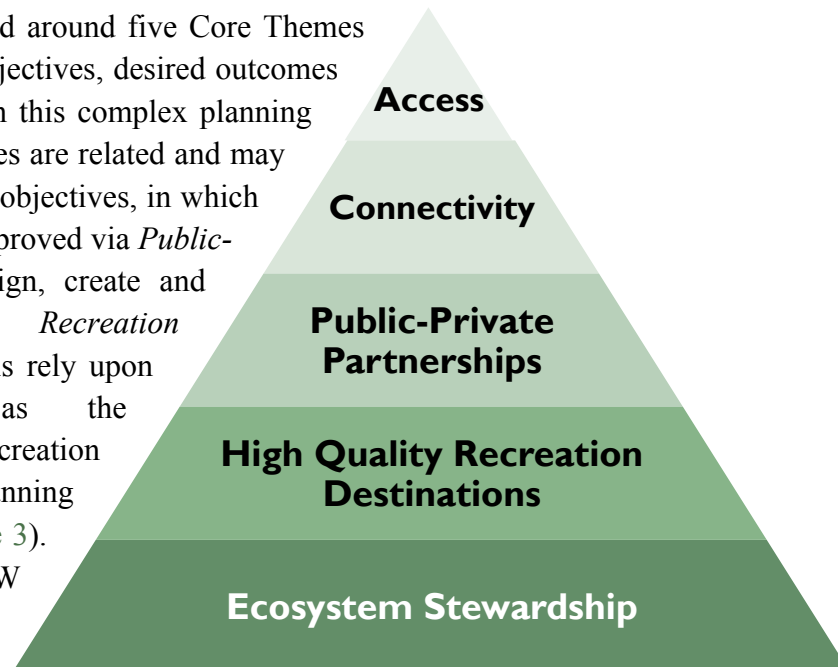 d around five Core Themes
jectives, desired outcomes
n this complex planning
es are related and may
objectives, in which
proved via Public-
ign, create and
Recreation
s rely upon
as the
creation
nning
e 3).
W
Access
Connectivity
Public-Private
Partnerships
High Quality Recreation
Destinations
Ecosystem Stewardship